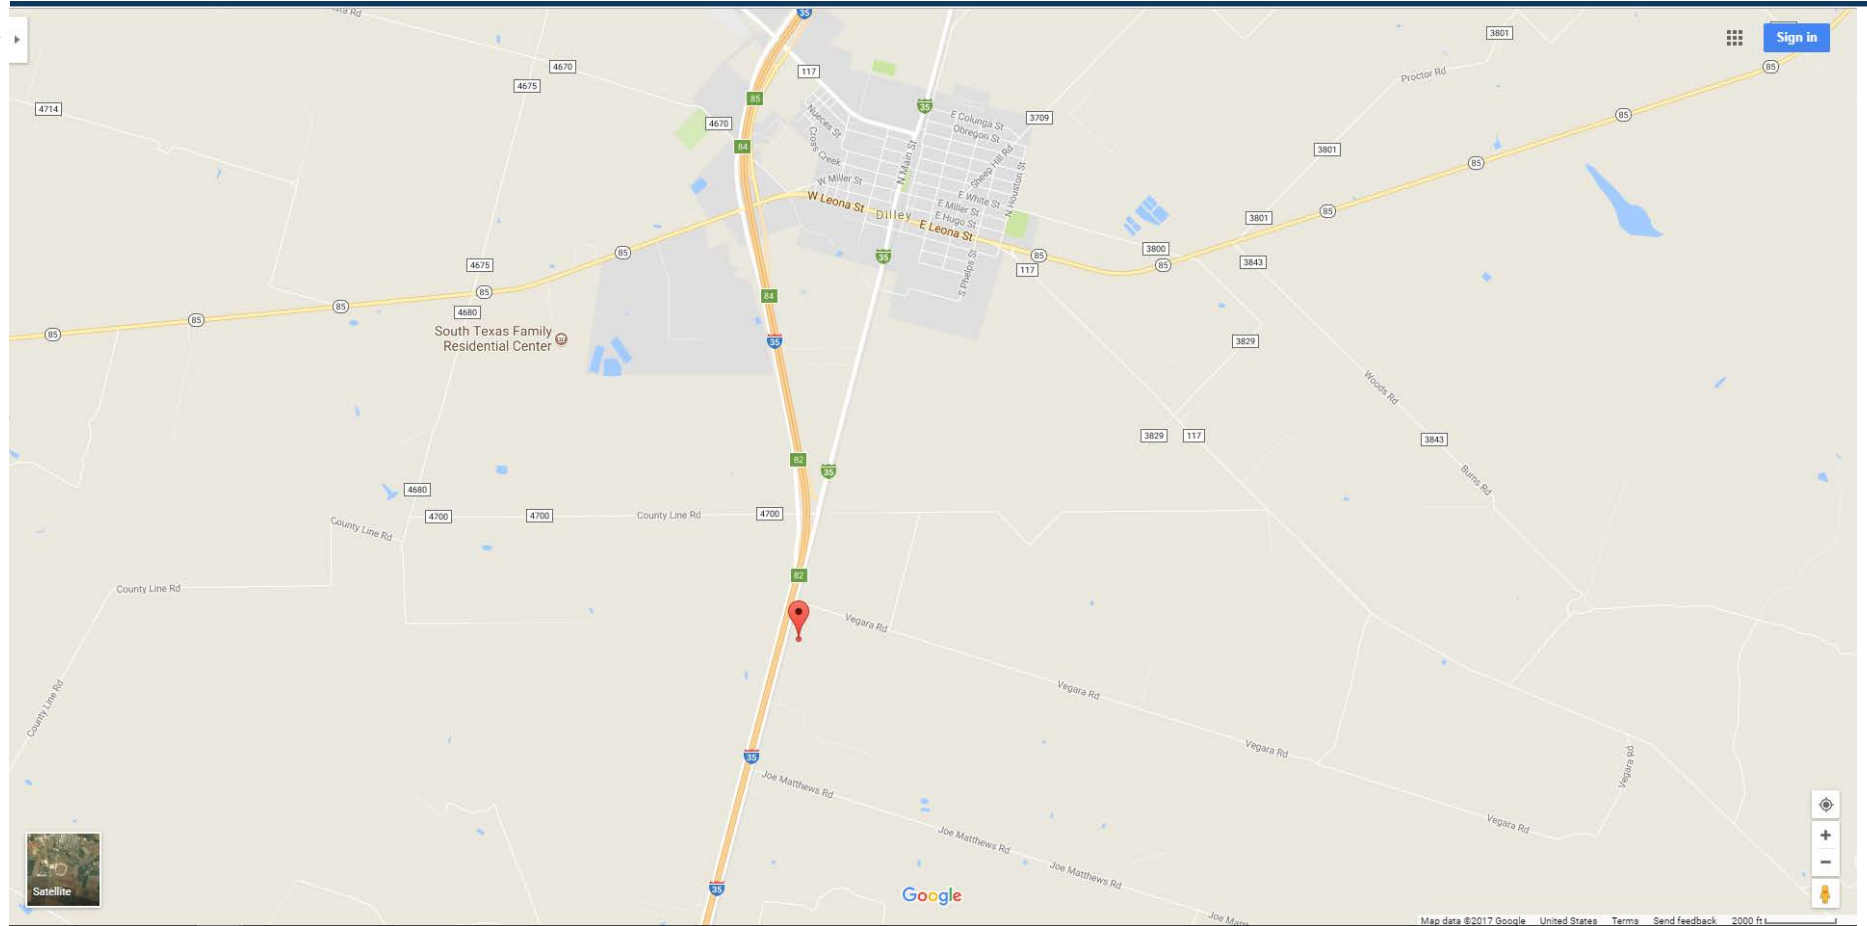 35
Sign in
3801
117
4670
85
Proctor Rd
4675
85
35
4714
Nueces St
E Colunga St
3709
85
4670
Obregon St
Cross Creek
84
N Main St
Sheep Hill Rd
3801
85
W Miller St
N Houston St
E White St
W Leona St
E Miller St
Dilley
E Hugo St
85
3801
E Leona St
3800
85
35
85
4675
117
85
3843
S Phelps St
85
84
85
4680
85
85
South Texas Family
Residential Center
35
3829
Woods Rd
3829
117
3843
82
35
Burns Rd
4680
4700
4700
County Line Rd
4700
County Line Rd
82
County Line Rd
Vegara Rd
Vegara Rd
County Line Rd
Vegara Rd
35
Vegara Rd
Joe Matthews Rd
Vegara Rd
Joe Matthews Rd
Joe Matthews Rd
Satellite
35
Google
Map data ©2017 Google United States Terms Send feedback 2000 ft